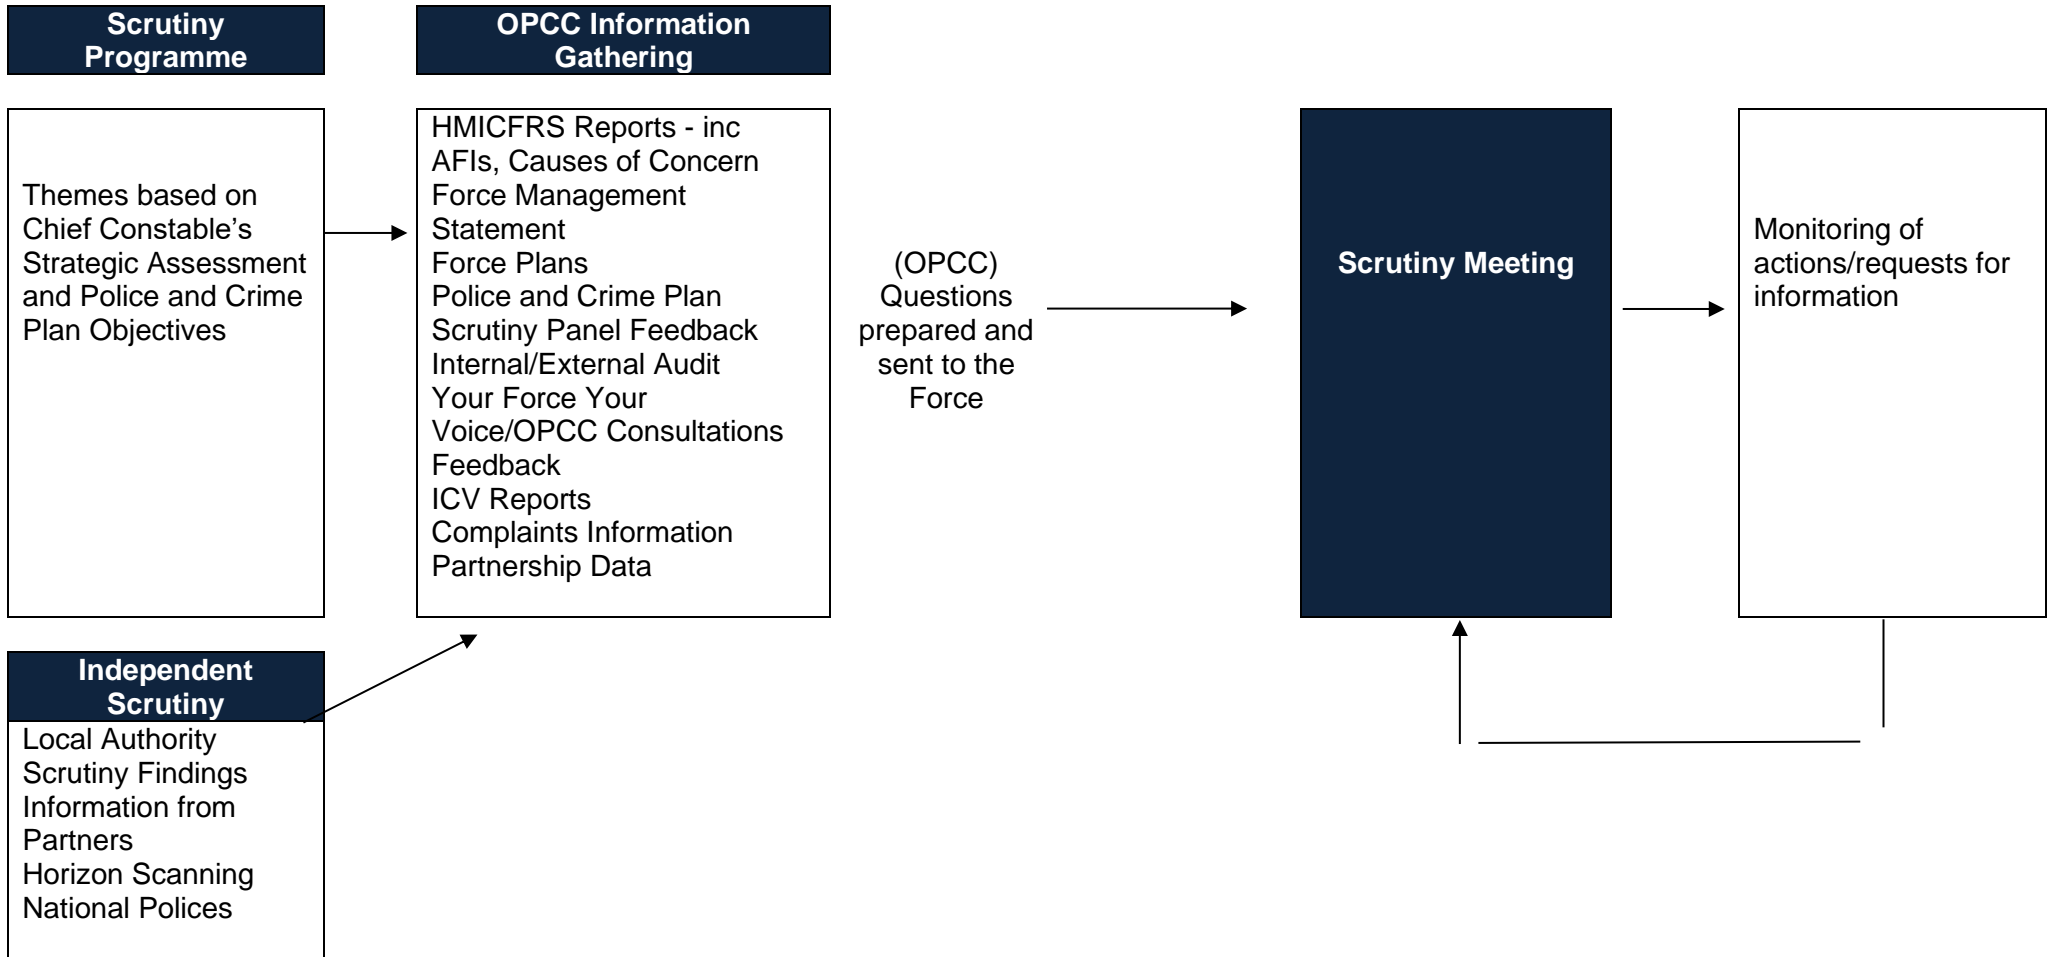 Scrutiny
Programme
OPCC Information
Gathering
Themes based on
Chief Constable’s
Strategic Assessment
and Police and Crime
Plan Objectives
HMICFRS Reports - inc
AFIs, Causes of Concern
Force Management
Statement
Force Plans
Police and Crime Plan
Scrutiny Panel Feedback
Internal/External Audit
Your Force Your
Voice/OPCC Consultations
Feedback
ICV Reports
Complaints Information
Partnership Data
(OPCC)
Questions
prepared and
sent to the
Force
Scrutiny Meeting
Monitoring of
actions/requests for
information
Independent
Scrutiny
Local Authority
Scrutiny Findings
Information from
Partners
Horizon Scanning
National Polices